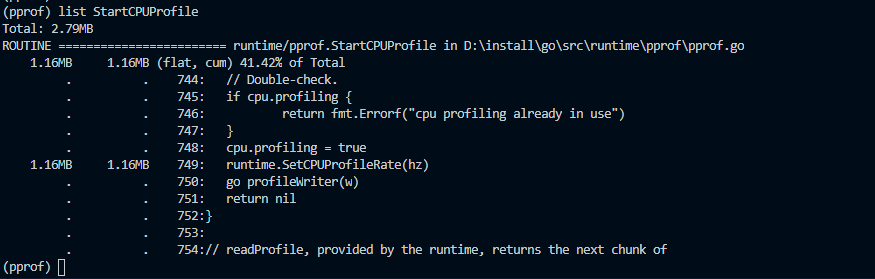 (pprof) list StartCPUProfile
Total: 2.79MB
ROUTINE ======================== runtime/pprof.StartCPUProfile in D:\install\go\src\runtime\pprof\pprof.go
    1.16MB     1.16MB (flat, cum) 41.42% of Total
         .          .    744:	// Double-check.
         .          .    745:	if cpu.profiling {
         .          .    746:		return fmt.Errorf("cpu profiling already in use")
         .          .    747:	}
         .          .    748:	cpu.profiling = true
    1.16MB     1.16MB    749:	runtime.SetCPUProfileRate(hz)
         .          .    750:	go profileWriter(w)
         .          .    751:	return nil
         .          .    752:}
         .          .    753:
         .          .    754:// readProfile, provided by the runtime, returns the next chunk of
(pprof)